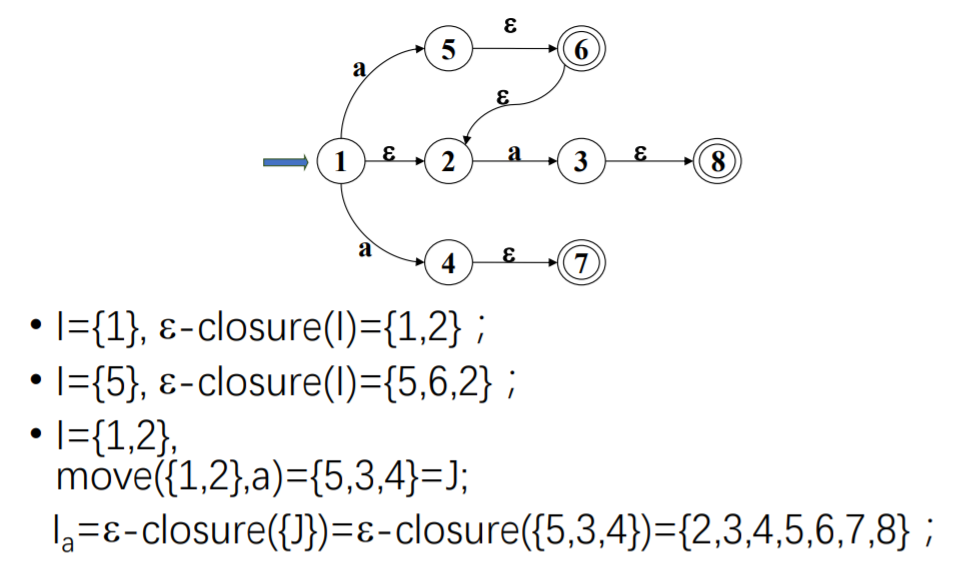 ε
5
6
a
ε
1
ε
2
a
3
ε
8
a
4
ε
7
• I={1}, ε-closure(I)={1,2} ;
• I={5}, ε-closure(I)={5,6,2} ;
• I={1,2},
move({1,2},a)={5,3,4}=J;
Iₐ=ε-closure({J})=ε-closure({5,3,4})={2,3,4,5,6,7,8} ;